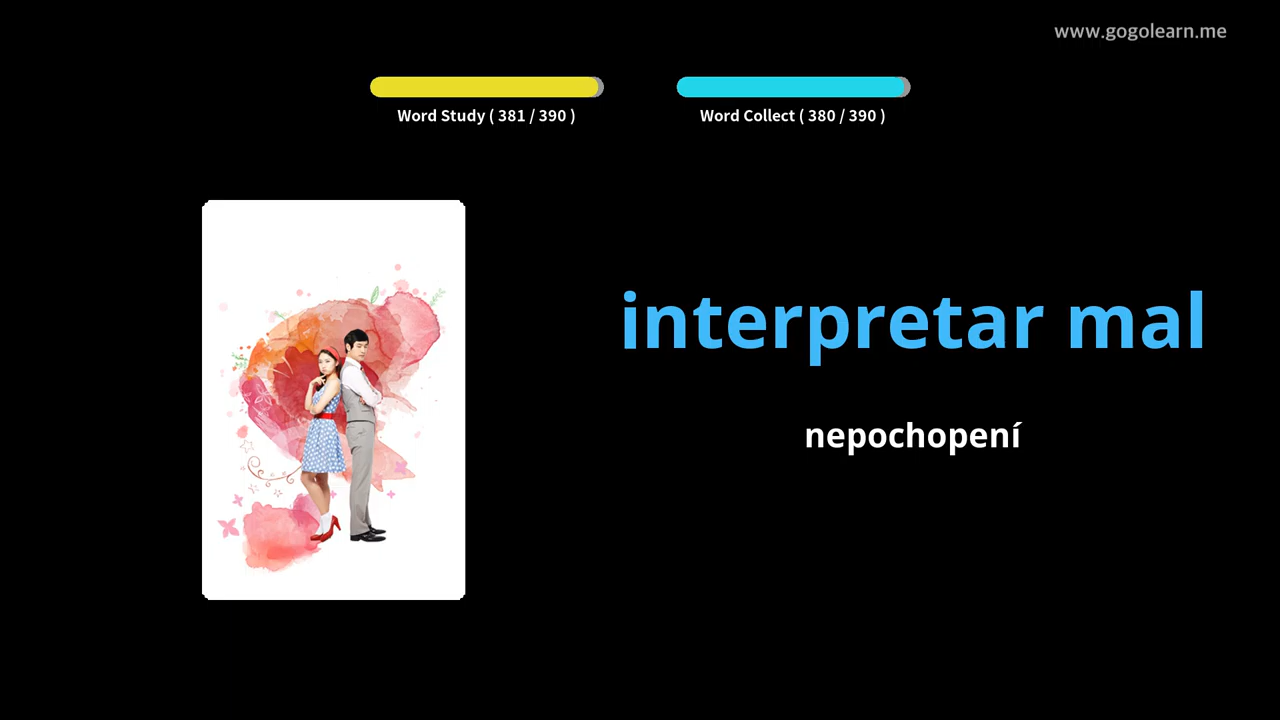 www.gogolearn.me
Word Study ( 381 / 390 )
Word Collect ( 380 / 390 )
interpretar mal
nepochopení